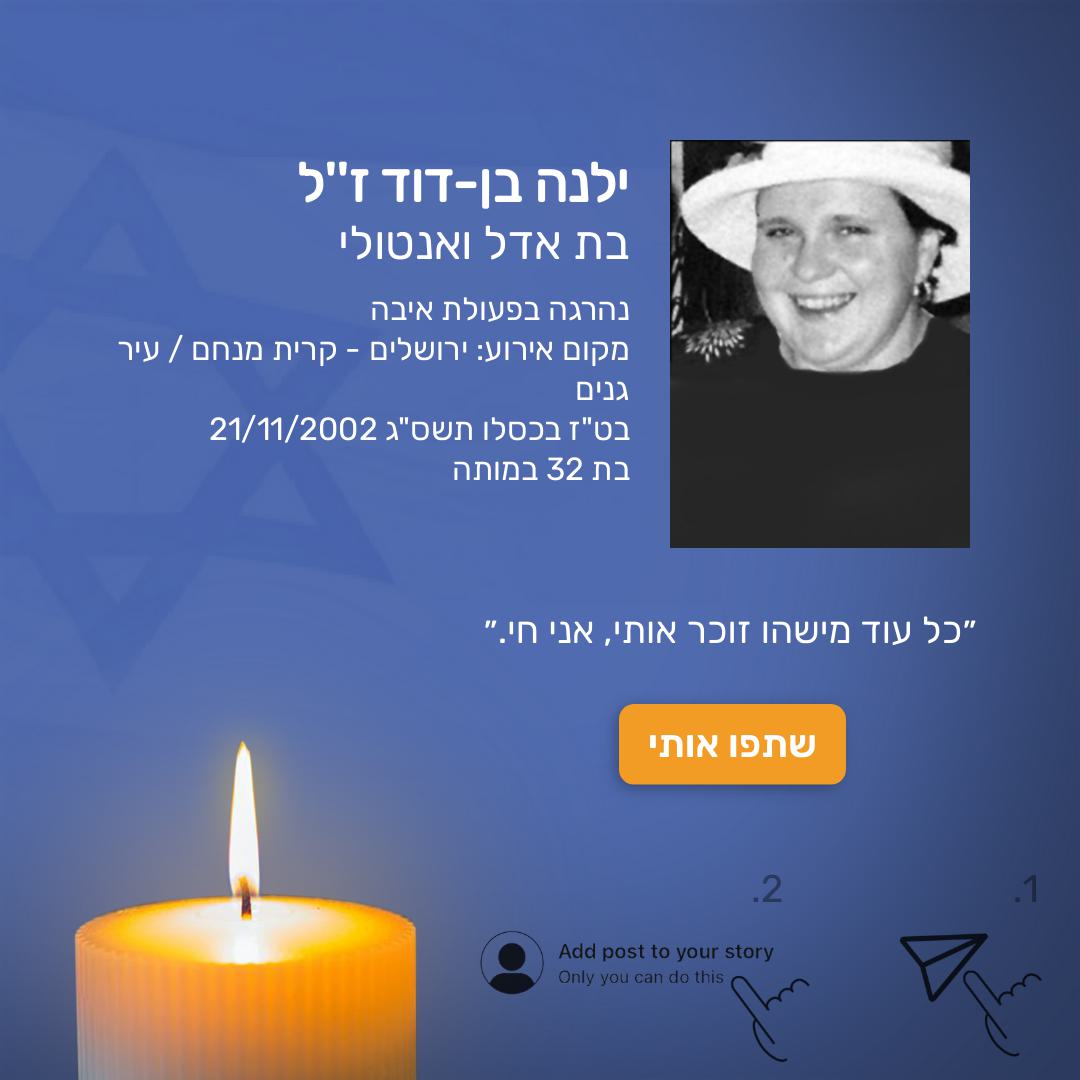 ילנה בן-דוד ז"ל
בת אדל ואנטולי
נהרגה בפעולת איבה
מקום אירוע: ירושלים - קרית מנחם / עיר
גנים
בט"ז בכסלו תשס"ג 21/11/2002
בת 32 במותה
״כל עוד מישהו זוכר אותי, אני חי.״
שתפו אותי
.1
.2
Add post to your story
Only you can do this